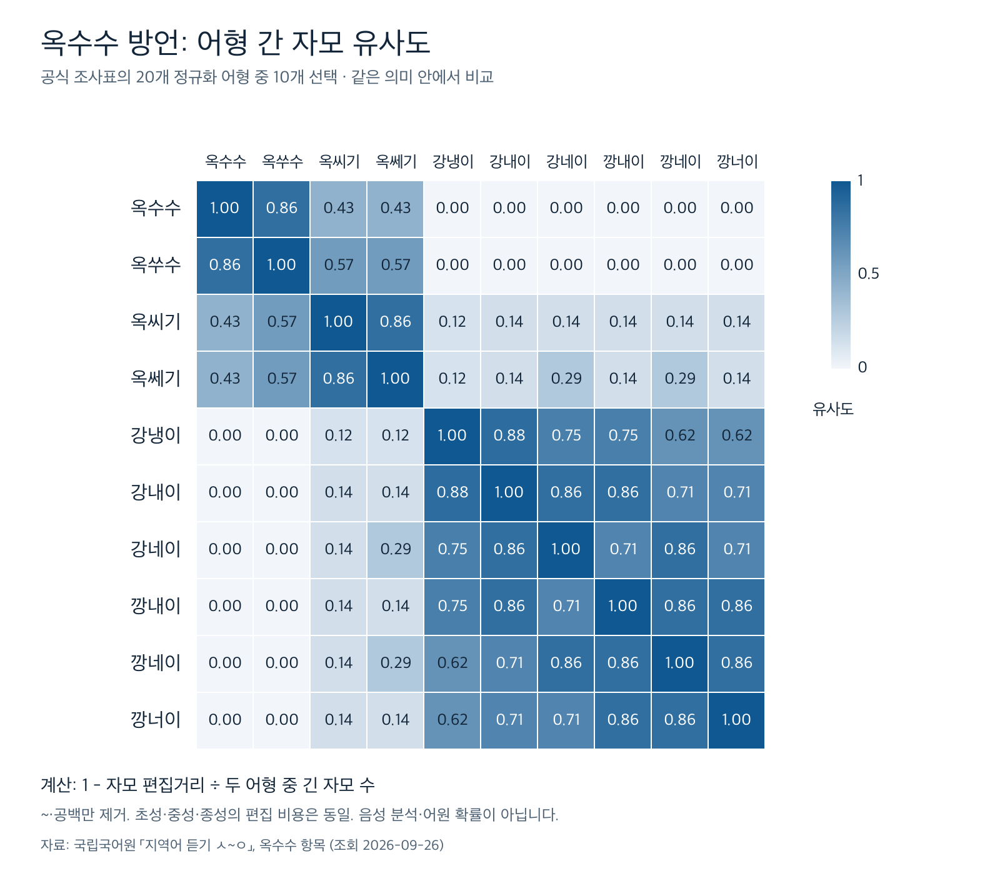 옥수수 방언: 어형 간 자모 유사도
공식 조사표의 20개 정규화 어형 중 10개 선택 · 같은 의미 안에서 비교
옥수수 옥쑤수 옥씨기 옥쎄기 강냉이 강내이 강네이 깡내이 깡네이 깡너이
옥수수 1.00 0.86 0.43 0.43 0.00 0.00 0.00 0.00 0.00 0.00
옥쑤수 0.86 1.00 0.57 0.57 0.00 0.00 0.00 0.00 0.00 0.00
옥씨기 0.43 0.57 1.00 0.86 0.12 0.14 0.14 0.14 0.14 0.14
옥쎄기 0.43 0.57 0.86 1.00 0.12 0.14 0.29 0.14 0.29 0.14
강냉이 0.00 0.00 0.12 0.12 1.00 0.88 0.75 0.75 0.62 0.62
강내이 0.00 0.00 0.14 0.14 0.88 1.00 0.86 0.86 0.71 0.71
강네이 0.00 0.00 0.14 0.29 0.75 0.86 1.00 0.71 0.86 0.71
깡내이 0.00 0.00 0.14 0.14 0.75 0.86 0.71 1.00 0.86 0.86
깡네이 0.00 0.00 0.14 0.29 0.62 0.71 0.86 0.86 1.00 0.86
깡너이 0.00 0.00 0.14 0.14 0.62 0.71 0.71 0.86 0.86 1.00
1
0.5
0
유사도
계산: 1 - 자모 편집거리 ÷ 두 어형 중 긴 자모 수
~·공백만 제거. 초성·중성·종성의 편집 비용은 동일. 음성 분석·어원 확률이 아닙니다.
자료: 국립국어원 「지역어 듣기 ㅅ~ㅇ」, 옥수수 항목 (조회 2026-09-26)